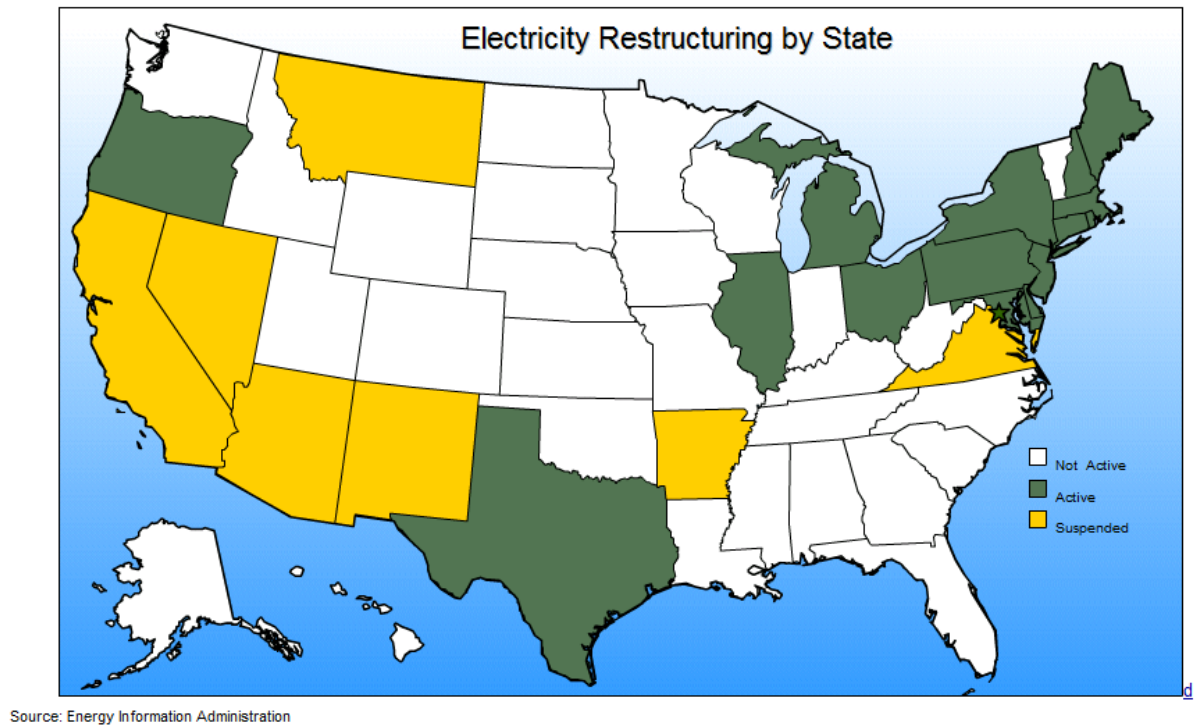 Electricity Restructuring by State
Not Active
Active
Suspended
d
Source: Energy Information Administration